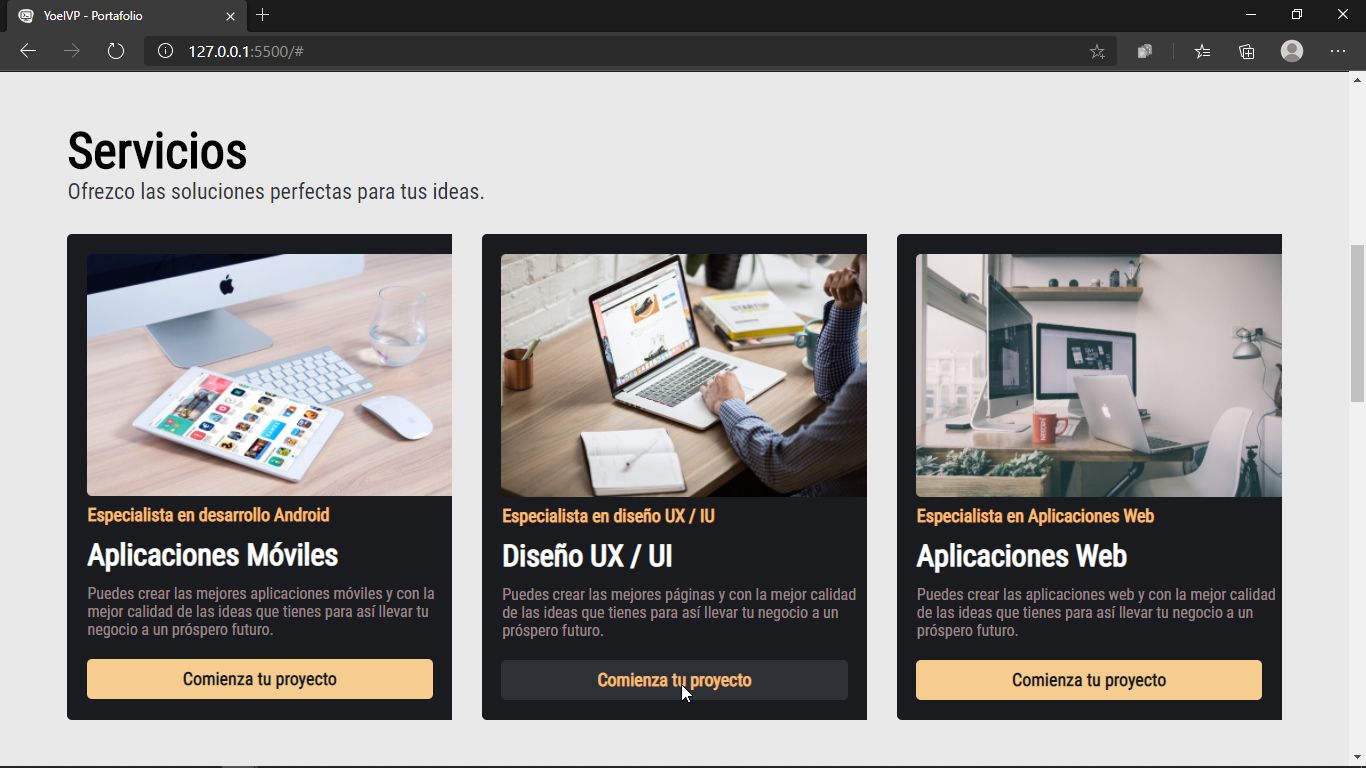 YoelVP - Portafolio
127.0.0.1:5500/#
Servicios
Ofrezco las soluciones perfectas para tus ideas.
STARTUP
NESCAFÉ
Especialista en desarrollo Android
Aplicaciones Móviles
Puedes crear las mejores aplicaciones móviles y con la
mejor calidad de las ideas que tienes para así llevar tu
negocio a un próspero futuro.
Comienza tu proyecto
Especialista en diseño UX / IU
Diseño UX / UI
Puedes crear las mejores páginas y con la mejor calidad
de las ideas que tienes para así llevar tu negocio a un
próspero futuro.
Comienza tu proyecto
Especialista en Aplicaciones Web
Aplicaciones Web
Puedes crear las aplicaciones web y con la mejor calidad
de las ideas que tienes para así llevar tu negocio a un
próspero futuro.
Comienza tu proyecto